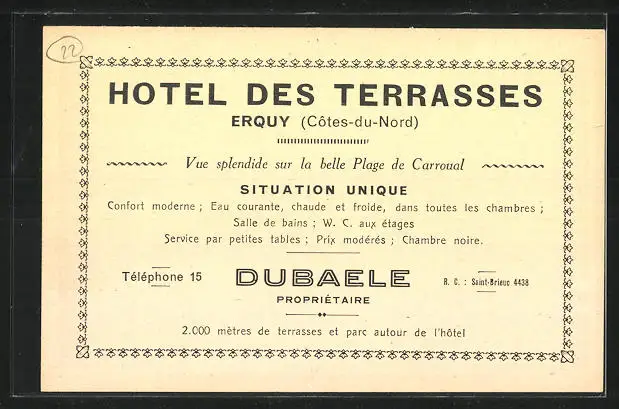 22
HOTEL DES TERRASSES
ERQUY (Côtes-du-Nord)
Vue splendide sur la belle Plage de Carroual
SITUATION UNIQUE
Confort moderne ; Eau courante, chaude et froide, dans toutes les chambres ;
Salle de bains ; W. C. aux étages
Service par petites tables ; Prix modérés ; Chambre noire.
Téléphone 15 DUBAELE R. C. : Saint-Brieuc 4438
PROPRIÉTAIRE
2.000 mètres de terrasses et parc autour de l'hôtel